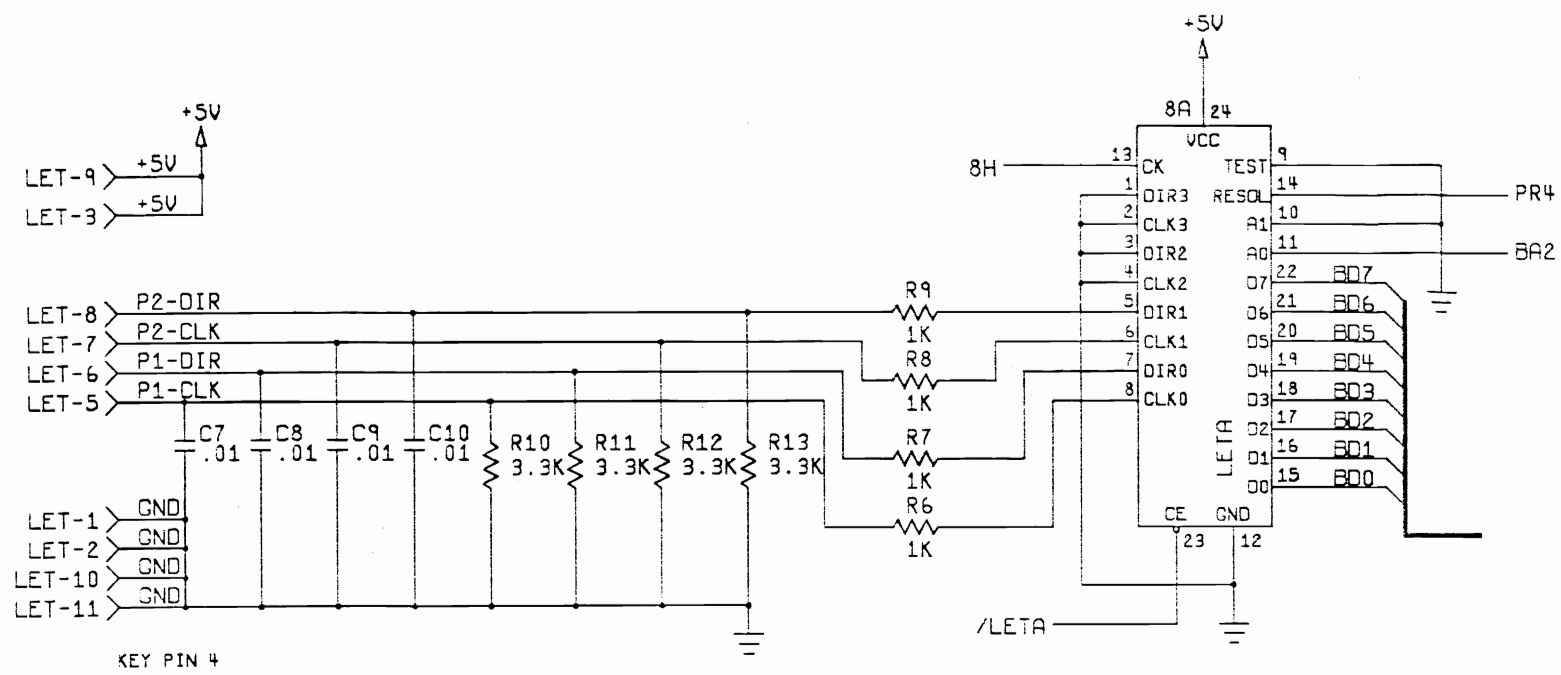 +5V
8A 24
VCC
+5V
LET-9 +5V
LET-3 +5V
8H 13 CK TEST 9
1 DIR3 RESOL 14 PR4
2 CLK3 A1 10
3 DIR2 A0 11 BA2
4 CLK2 D7 22 BD7
LET-8 P2-DIR R9 1K 5 DIR1 D6 21 BD6
LET-7 P2-CLK R8 1K 6 CLK1 D5 20 BD5
LET-6 P1-DIR R7 1K 7 DIR0 D4 19 BD4
LET-5 P1-CLK R6 1K 8 CLK0 D3 18 BD3
D2 17 BD2
D1 16 BD1
D0 15 BD0
LETA
C7 .01
C8 .01
C9 .01
C10 .01
R10 3.3K
R11 3.3K
R12 3.3K
R13 3.3K
LET-1 GND
LET-2 GND
LET-10 GND
LET-11 GND
CE GND
23 12
/LETA
KEY PIN 4